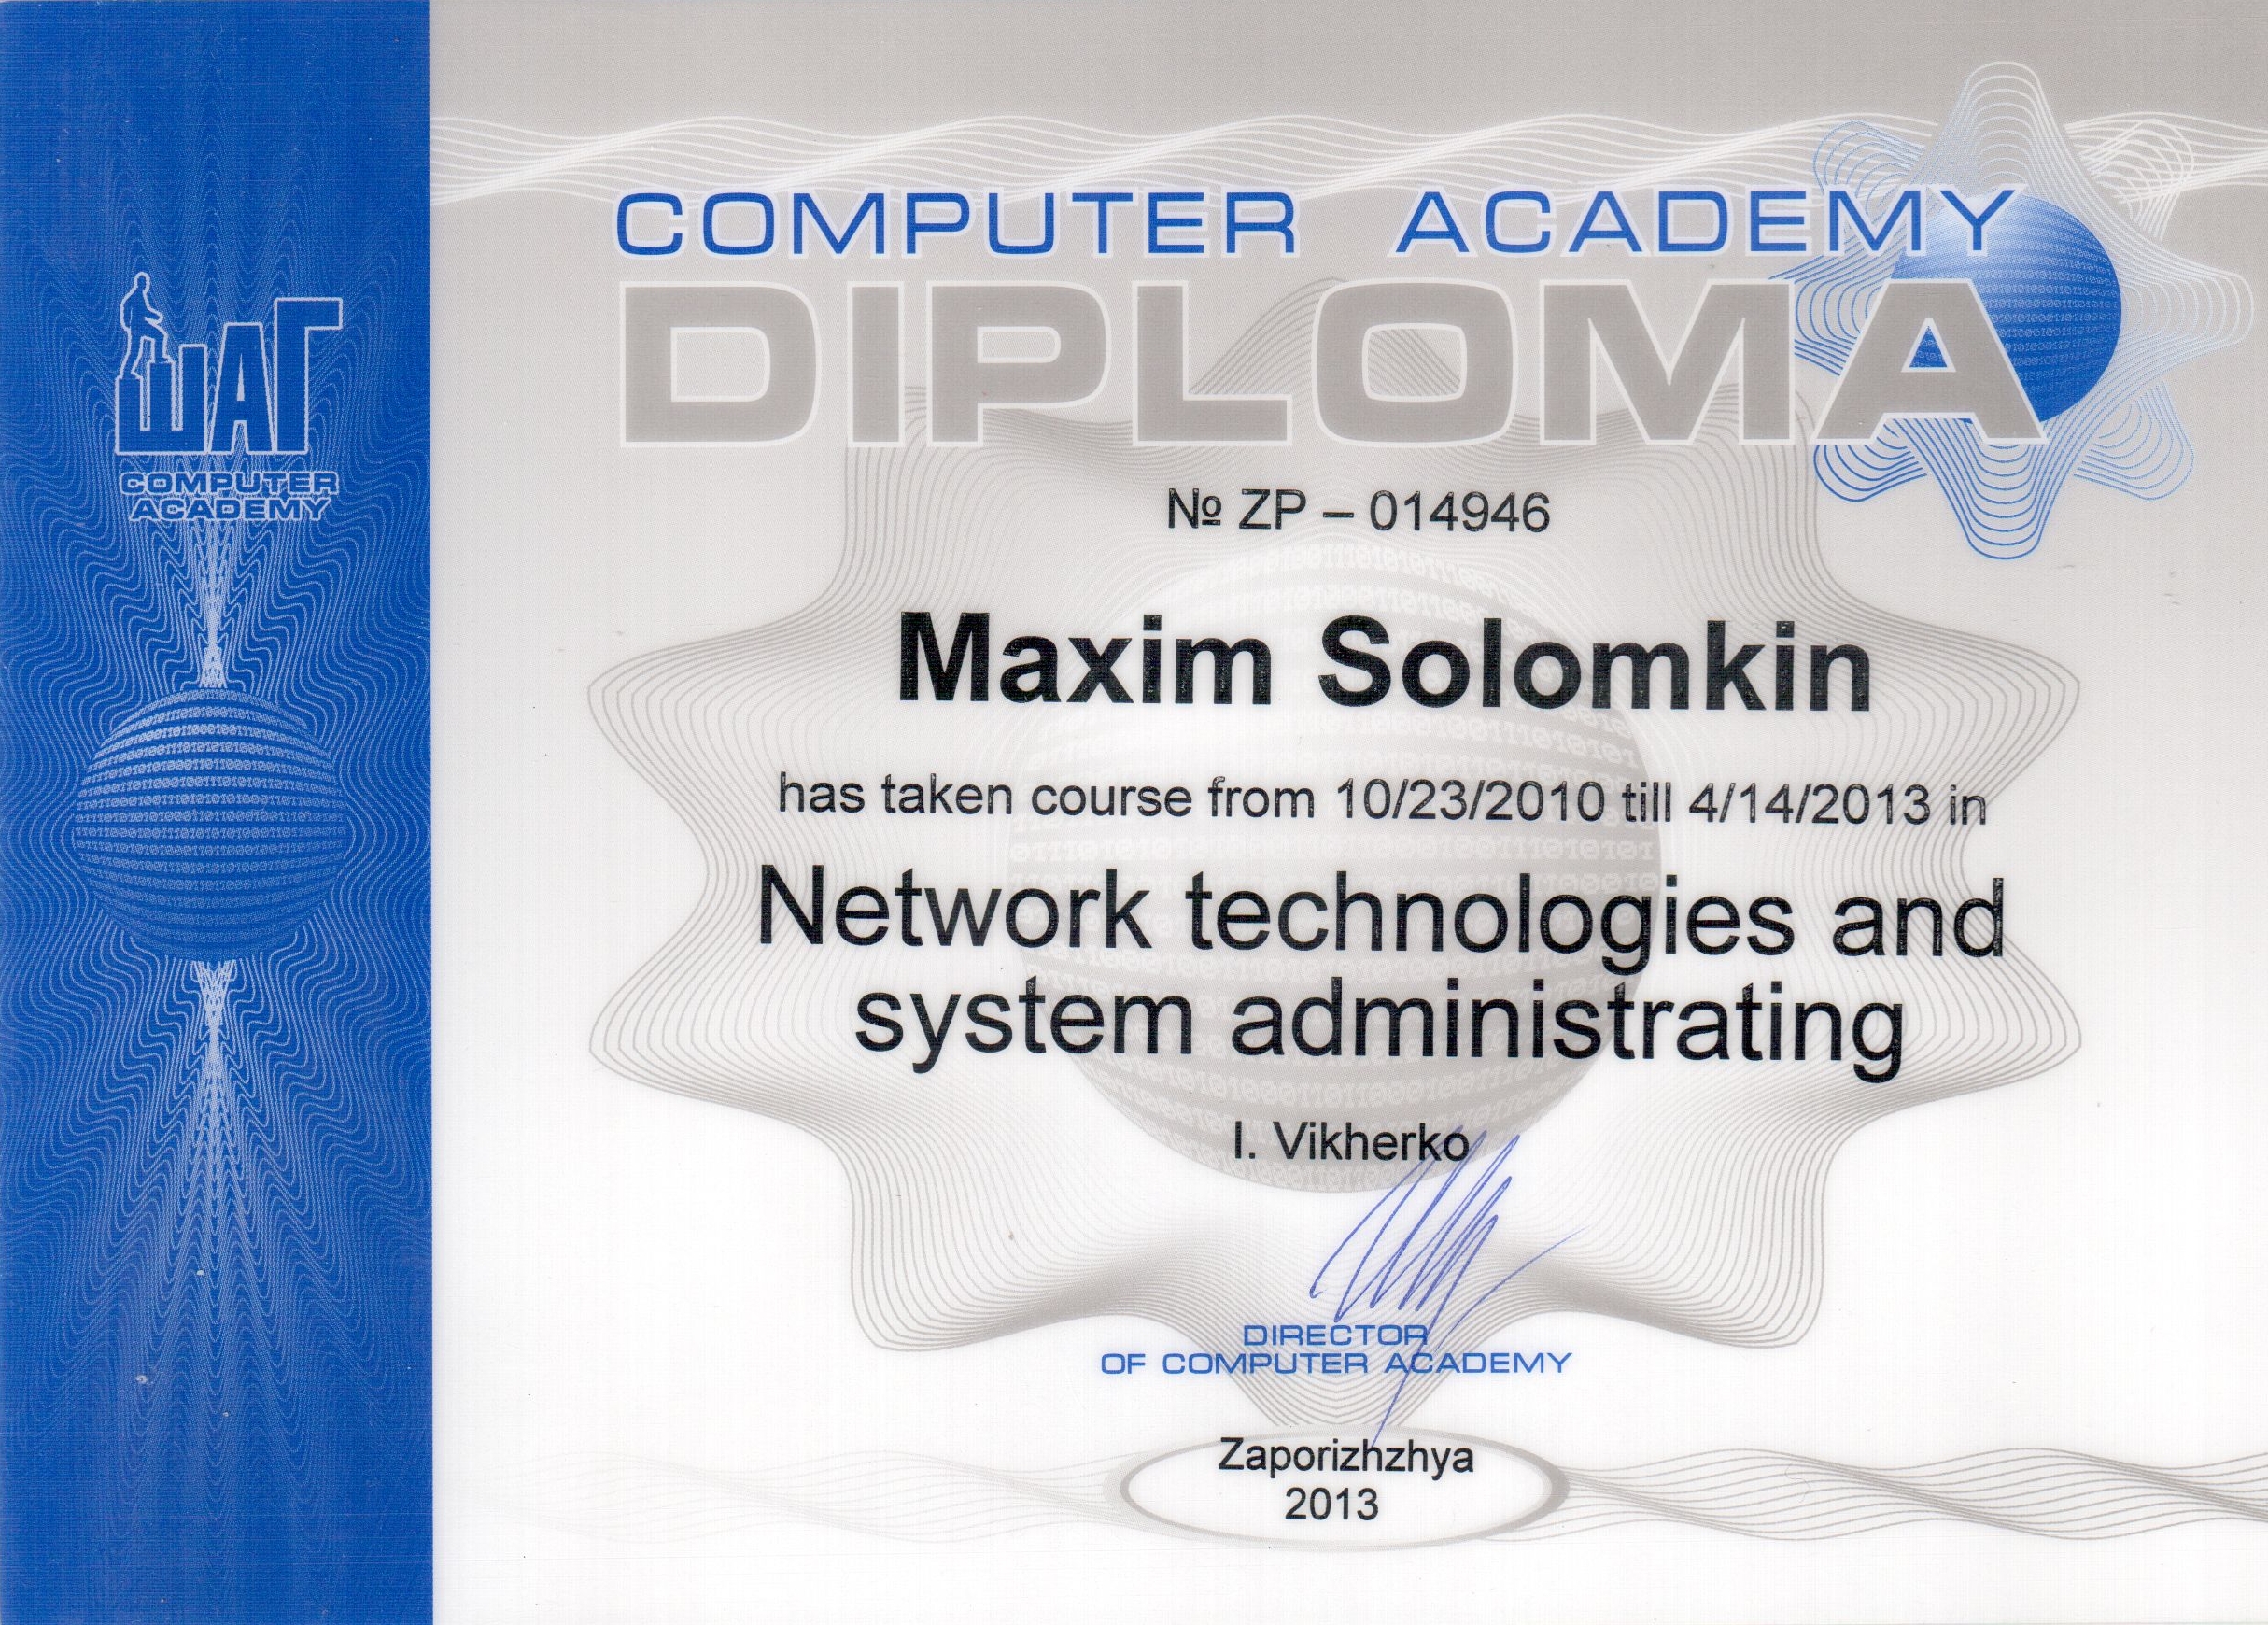 ШАГ
COMPUTER
ACADEMY
COMPUTER ACADEMY
DIPLOMA
№ ZP – 014946
Maxim Solomkin
has taken course from 10/23/2010 till 4/14/2013 in
Network technologies and
system administrating
I. Vikherko
DIRECTOR
OF COMPUTER ACADEMY
Zaporizhzhya
2013